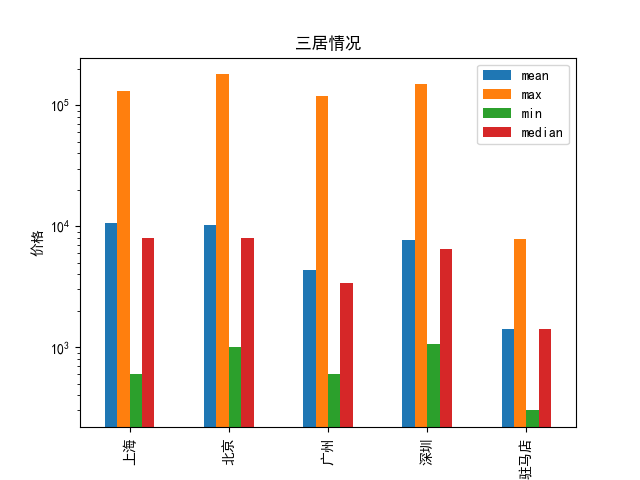 三居情况
mean
max
min
median
价格
10^5
10^4
10^3
上海
北京
广州
深圳
驻马店